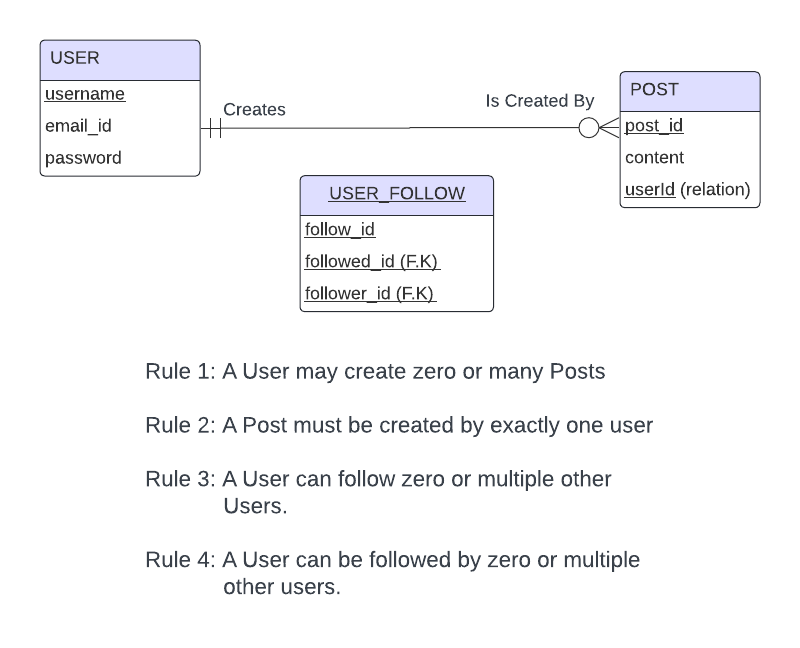 USER
username
email_id
password
Creates
Is Created By
POST
post_id
content
userId (relation)
USER_FOLLOW
follow_id
followed_id (F.K)
follower_id (F.K)
Rule 1: A User may create zero or many Posts
Rule 2: A Post must be created by exactly one user
Rule 3: A User can follow zero or multiple other
Users.
Rule 4: A User can be followed by zero or multiple
other users.